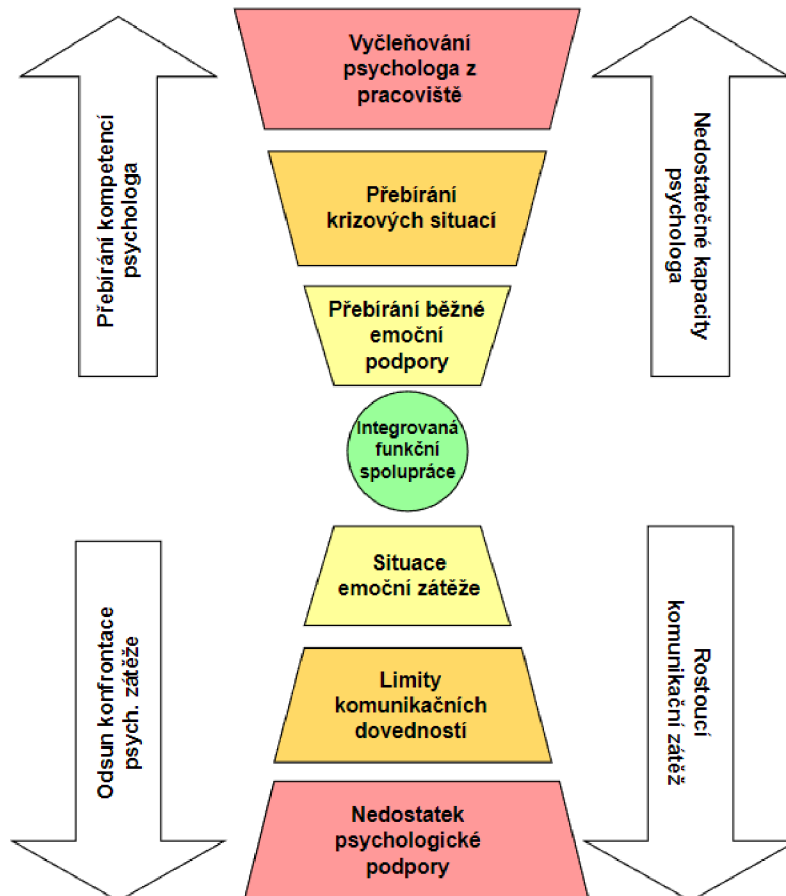 Vyčleňování
psychologa z
pracoviště
Přebírání kompetencí
psychologa
Přebírání
krizových situací
Nedostatečné kapacity
psychologa
Přebírání běžné
emoční
podpory
Integrovaná
funkční
spolupráce
Situace
emoční zátěže
Odsun konfrontace
psych. zátěže
Limity
komunikačních
dovedností
Rostoucí
komunikační zátěž
Nedostatek
psychologické
podpory